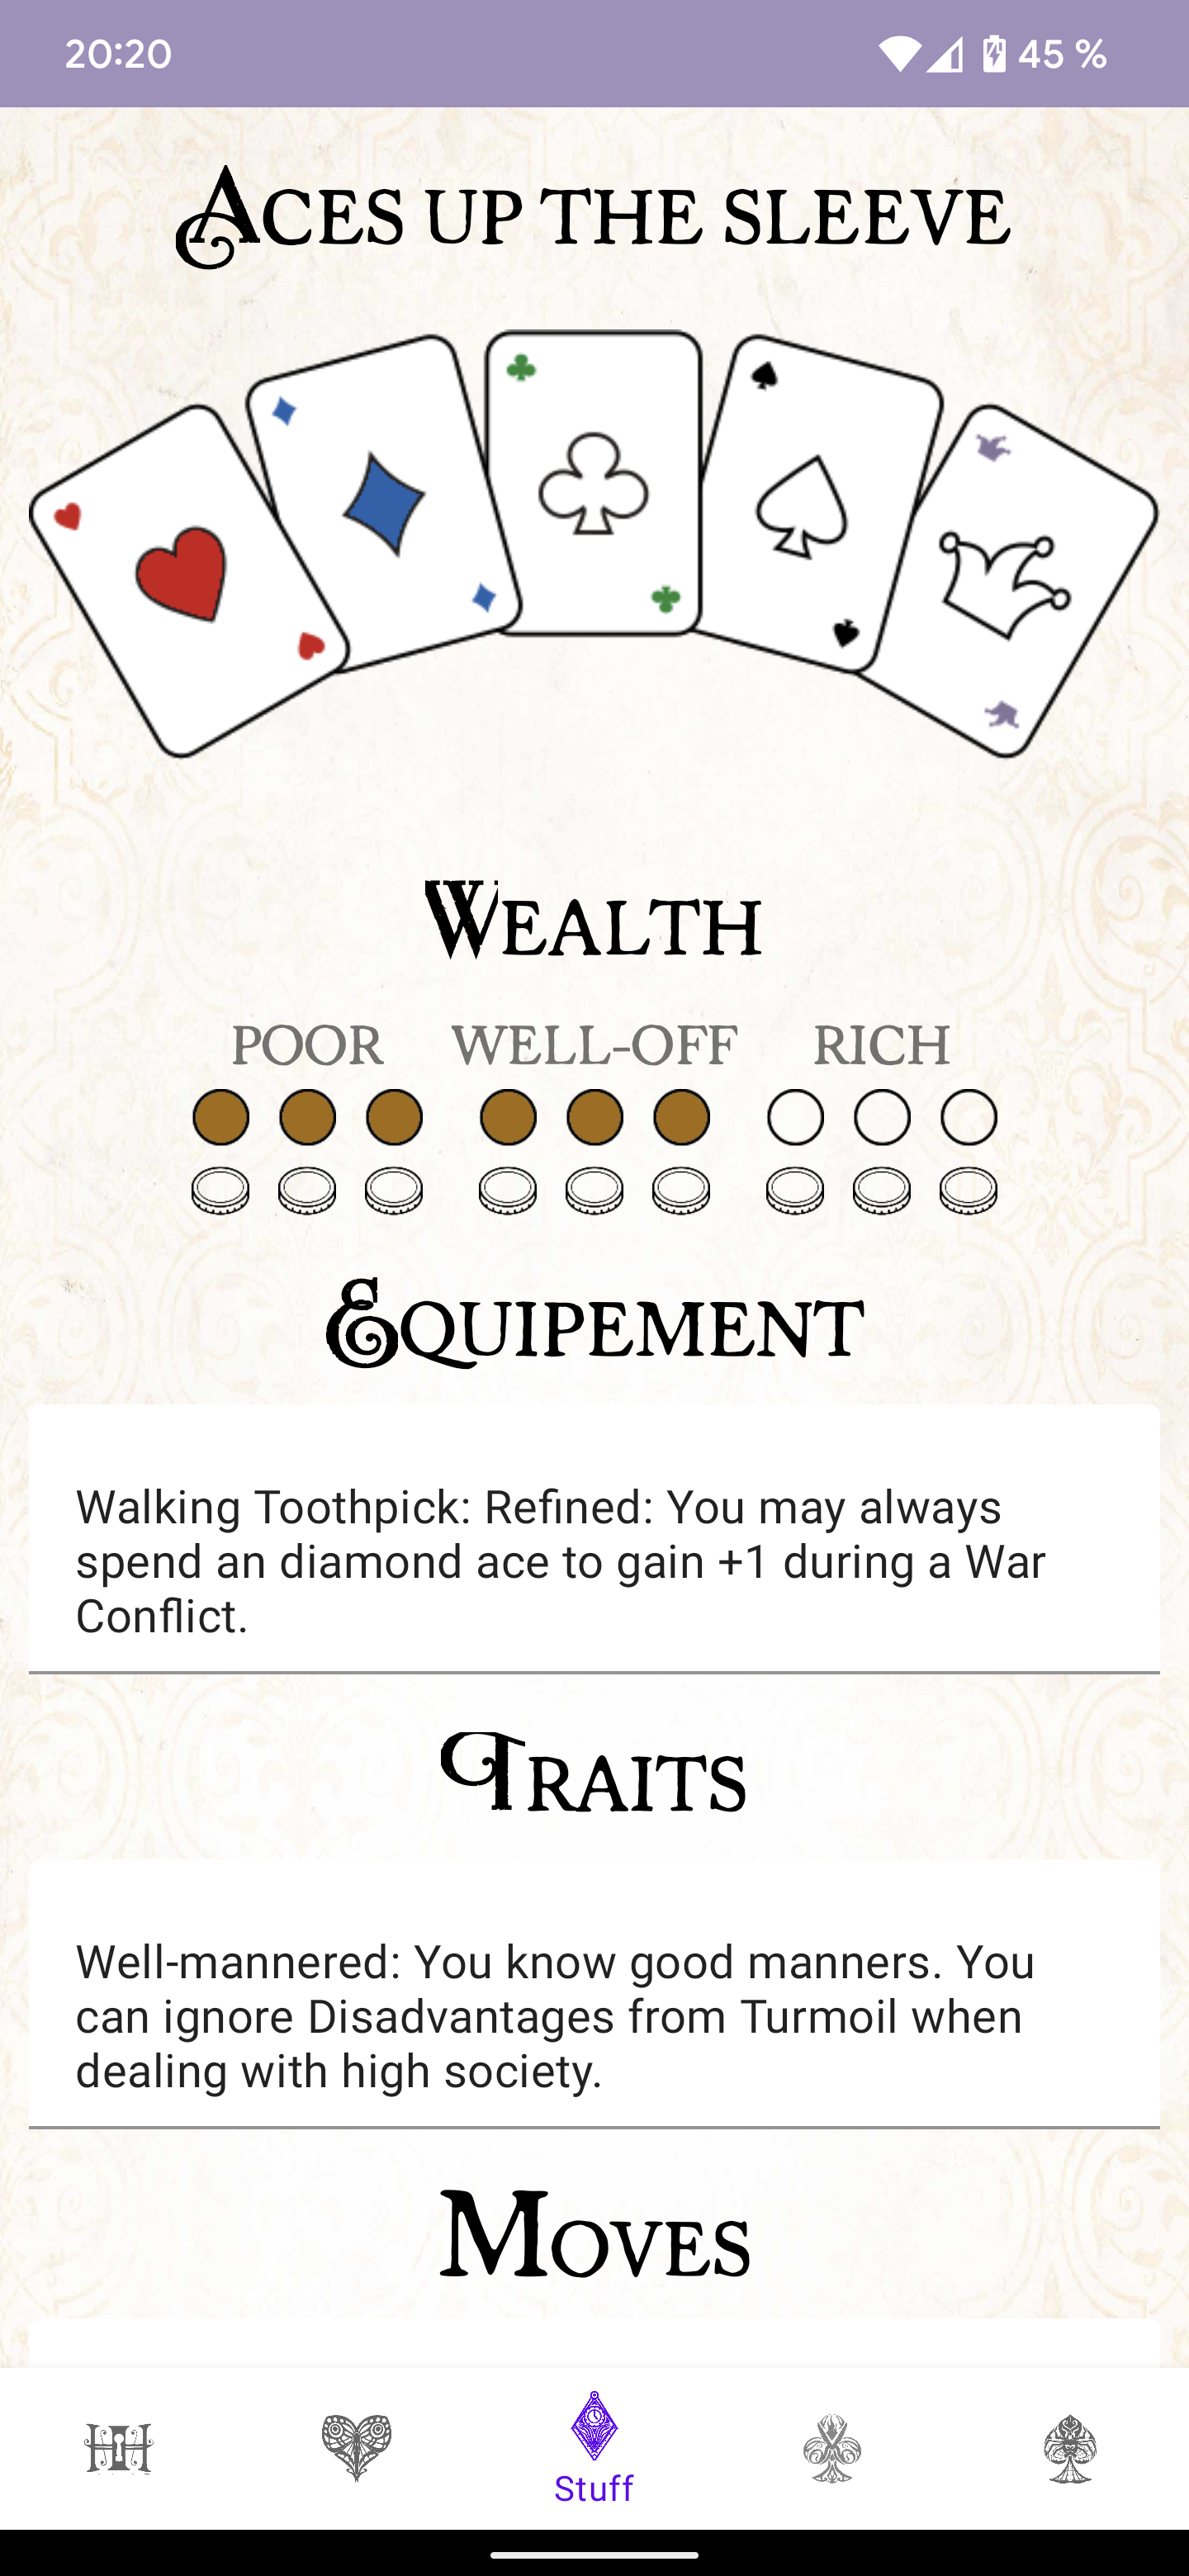 20:20
45 %
ACES UP THE SLEEVE
WEALTH
POOR WELL-OFF RICH
EQUIPEMENT
Walking Toothpick: Refined: You may always
spend an diamond ace to gain +1 during a War
Conflict.
TRAITS
Well-mannered: You know good manners. You
can ignore Disadvantages from Turmoil when
dealing with high society.
MOVES
Stuff